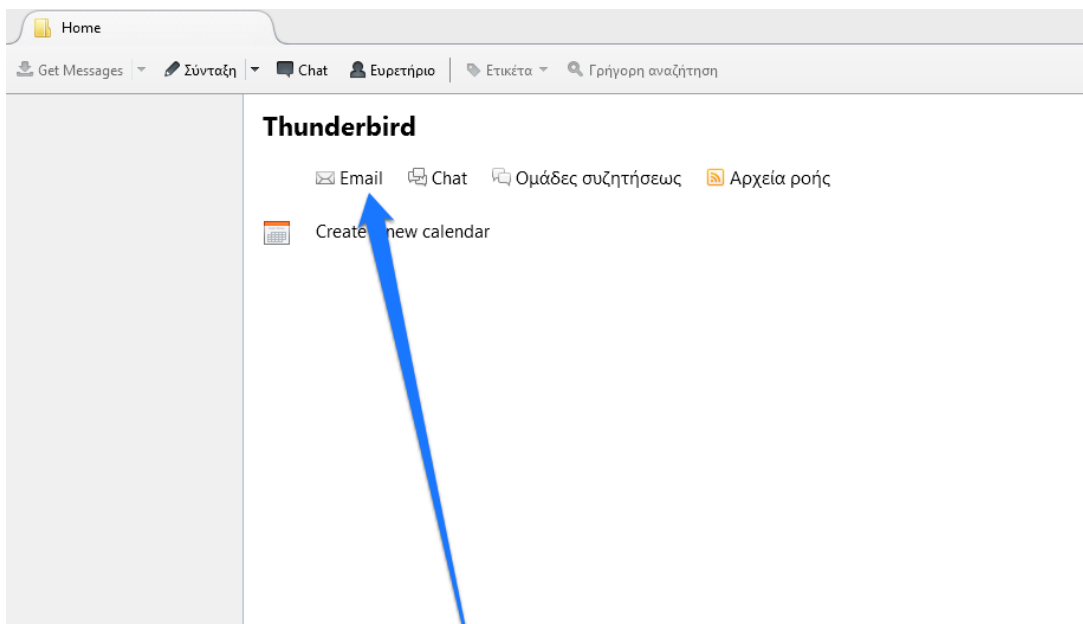 Home
Get Messages Σύνταξη Chat Ευρετήριο Ετικέτα Γρήγορη αναζήτηση
Thunderbird
Email Chat Ομάδες συζητήσεως Αρχεία ροής
Create new calendar